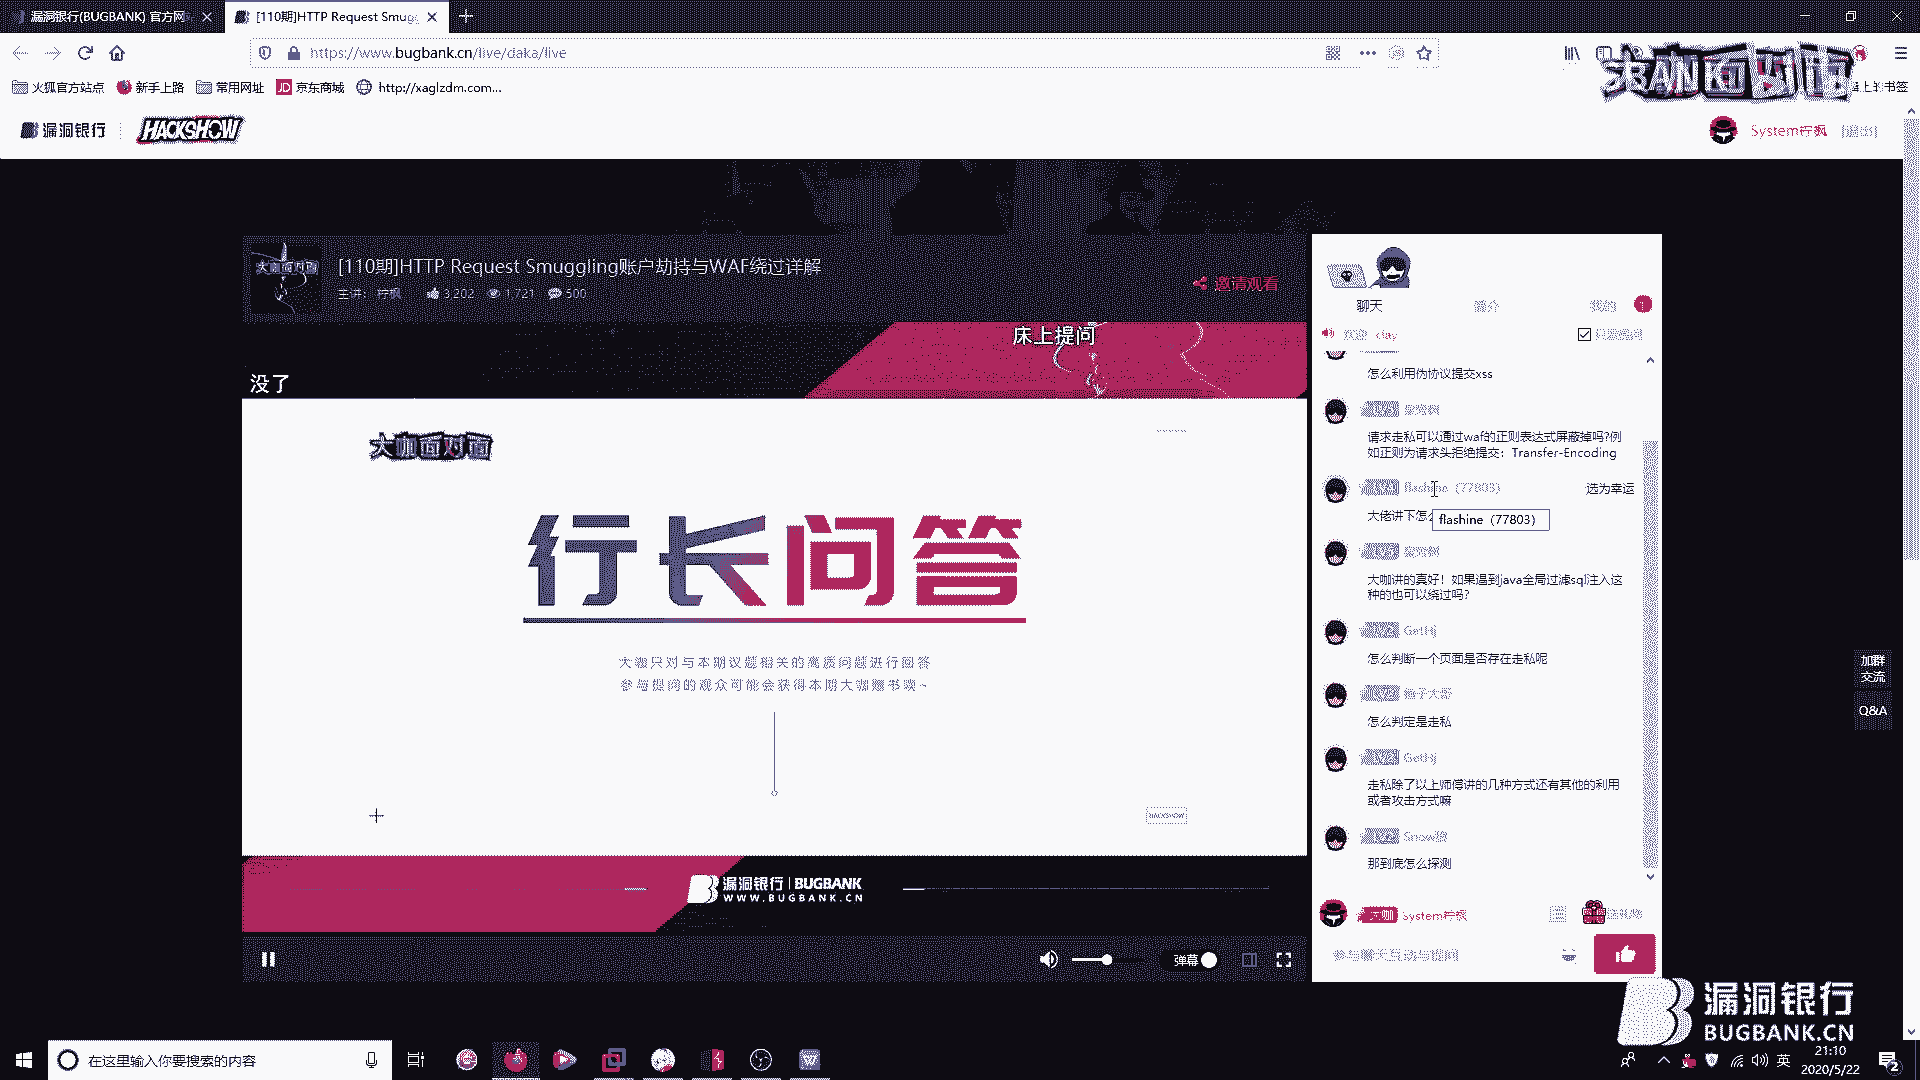 漏洞银行(BUGBANK) 官方网
[110期]HTTP Request Smug
https://www.bugbank.cn/live/daka/live
火狐官方站点
新手上路
常用网址
JD 京东商城
http://xaglzdm.com...
上的书签
大咖面对面
漏洞银行
HACKSHOW
System柠枫
[退出]
大咖面对面
[110期]HTTP Request Smuggling账户劫持与WAF绕过详解
主讲: 柠枫
3,202
1,721
500
邀请观看
床上提问
没了
大咖面对面
行长问答
大咖只对与本期议题相关的高质问题进行回答
参与提问的观众可能会获得本期大咖赠书哦~
HACKSHOW
漏洞银行 | BUGBANK
WWW.BUGBANK.CN
弹幕
聊天
简介
我的
1
clay
怎么利用伪协议提交xss
请求走私可以通过waf的正则表达式屏蔽掉吗?例
如正则为请求头拒绝提交：Transfer-Encoding
flashine（77803）
选为幸运
大佬讲下怎么
flashine（77803）
大咖讲的真好！如果遇到java全局过滤sql注入这
种的也可以绕过吗?
GetHj
怎么判断一个页面是否存在走私呢
怎么判定是走私
GetHj
走私除了以上师傅讲的几种方式还有其他的利用
或者攻击方式嘛
那到底怎么探测
大咖
System柠枫
参与聊天互动与提问
加群
交流
Q&A
漏洞银行
BUGBANK.CN
在这里输入你要搜索的内容
英
21:10
2020/5/22
2